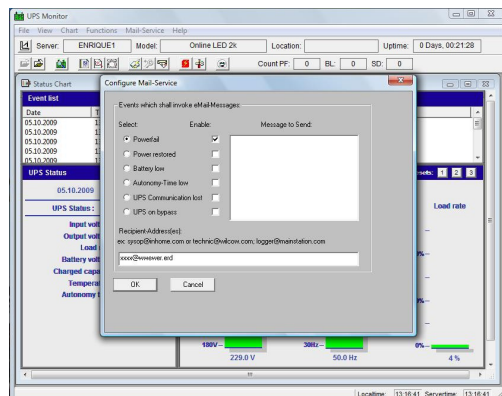 UPS Monitor
File View Chart Functions Mail-Service Help
Server: ENRIQUE1 Model: Online LED 2k Location: Uptime: 0 Days, 00:21:28
Count PF: 0 BL: 0 SD: 0
Status Chart
Configure Mail-Service
Event list
Date
05.10.2009
05.10.2009
05.10.2009
05.10.2009
05.10.2009
Events which shall invoke eMail-Messages:
Select: Enable: Message to Send:
Powerfail
Power restored
Battery low
Autonomy-Time low
UPS Communication lost
UPS on bypass
Recipient-Address(es):
ex: sysop@inhome.com or technic@wilcow.com; logger@mainstation.com
xxxx@wwewer.erd
OK Cancel
UPS Status
1 2 3
05.10.2009
UPS Status :
Load rate
Input volt
Output volt
Load
Battery volt
Charged capa
Tempera
Autonomy t
180V 30Hz 0%
229.0 V 50.0 Hz 4 %
Localtime: 13:16:41 Servertime: 13:16:41